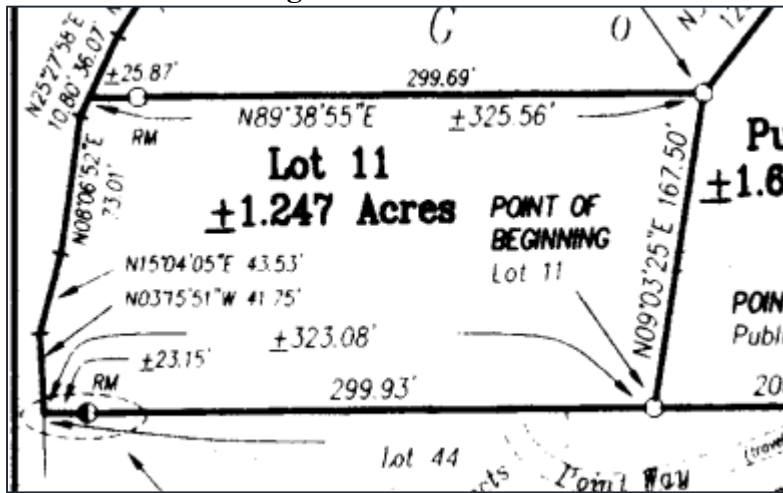 C
O
N25°27'58"E
10.80' 36.07'
±25.87'
299.69'
N89°38'55"E ±325.56'
RM
Lot 11
±1.247 Acres
N08°06'52"E
73.01'
POINT OF
BEGINNING
Lot 11
N09°03'25"E 167.50'
Pu
±1.6
N15°04'05"E 43.53'
N03°15'51"W 41.75'
±323.08'
±23.15'
RM
299.93'
POIN
Publi
20
Lot 44
cts
Point Way
(trave